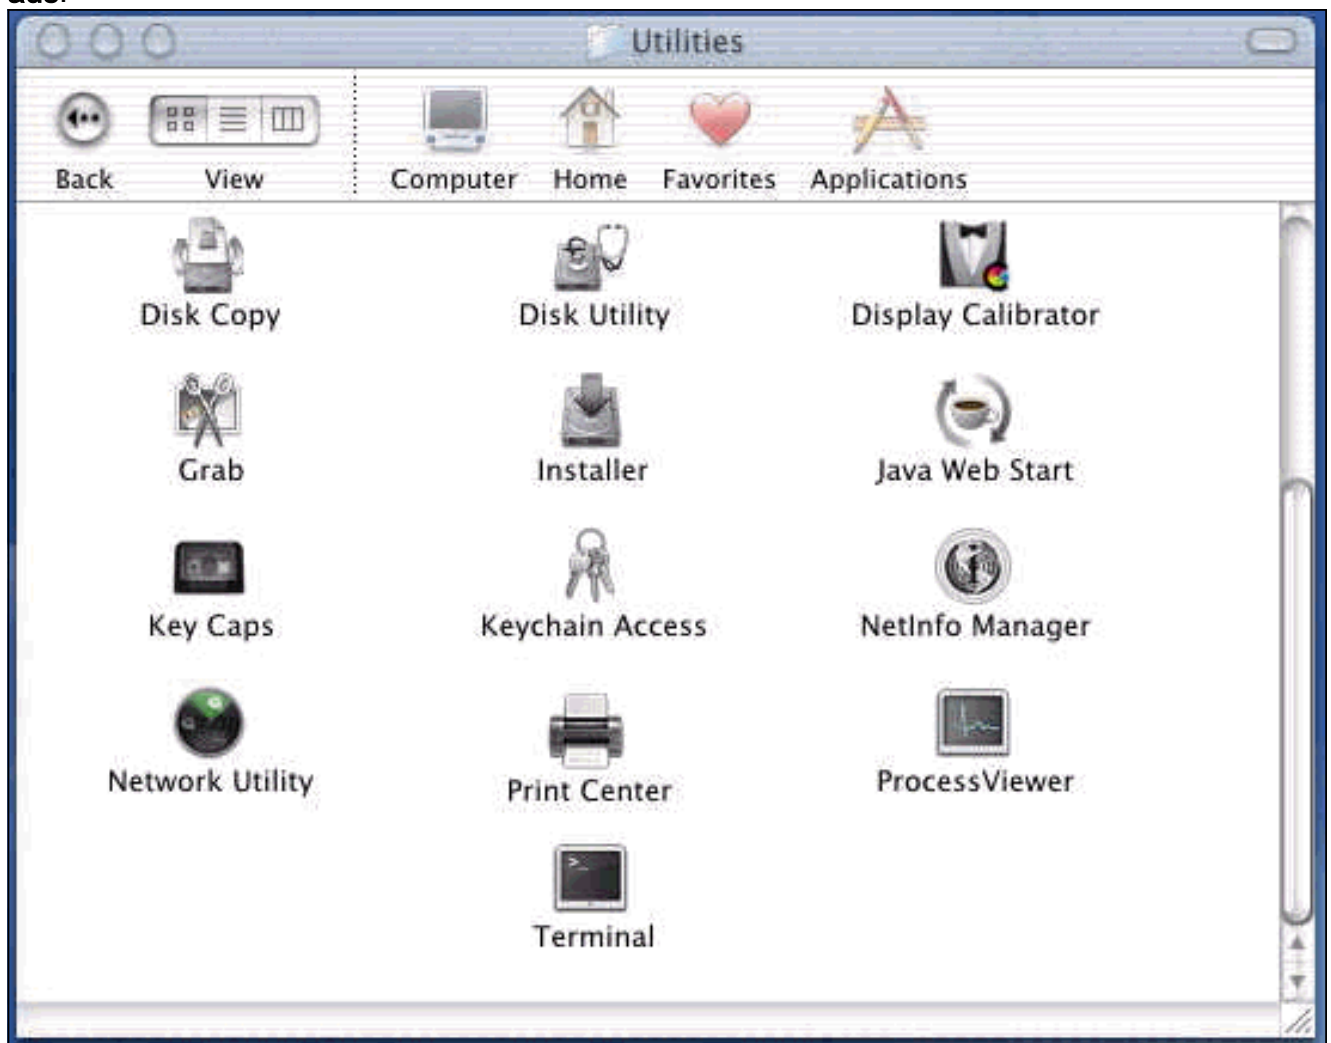 aus.
Utilities
Back View Computer Home Favorites Applications
Disk Copy Disk Utility Display Calibrator
Grab Installer Java Web Start
Key Caps Keychain Access NetInfo Manager
Network Utility Print Center ProcessViewer
Terminal